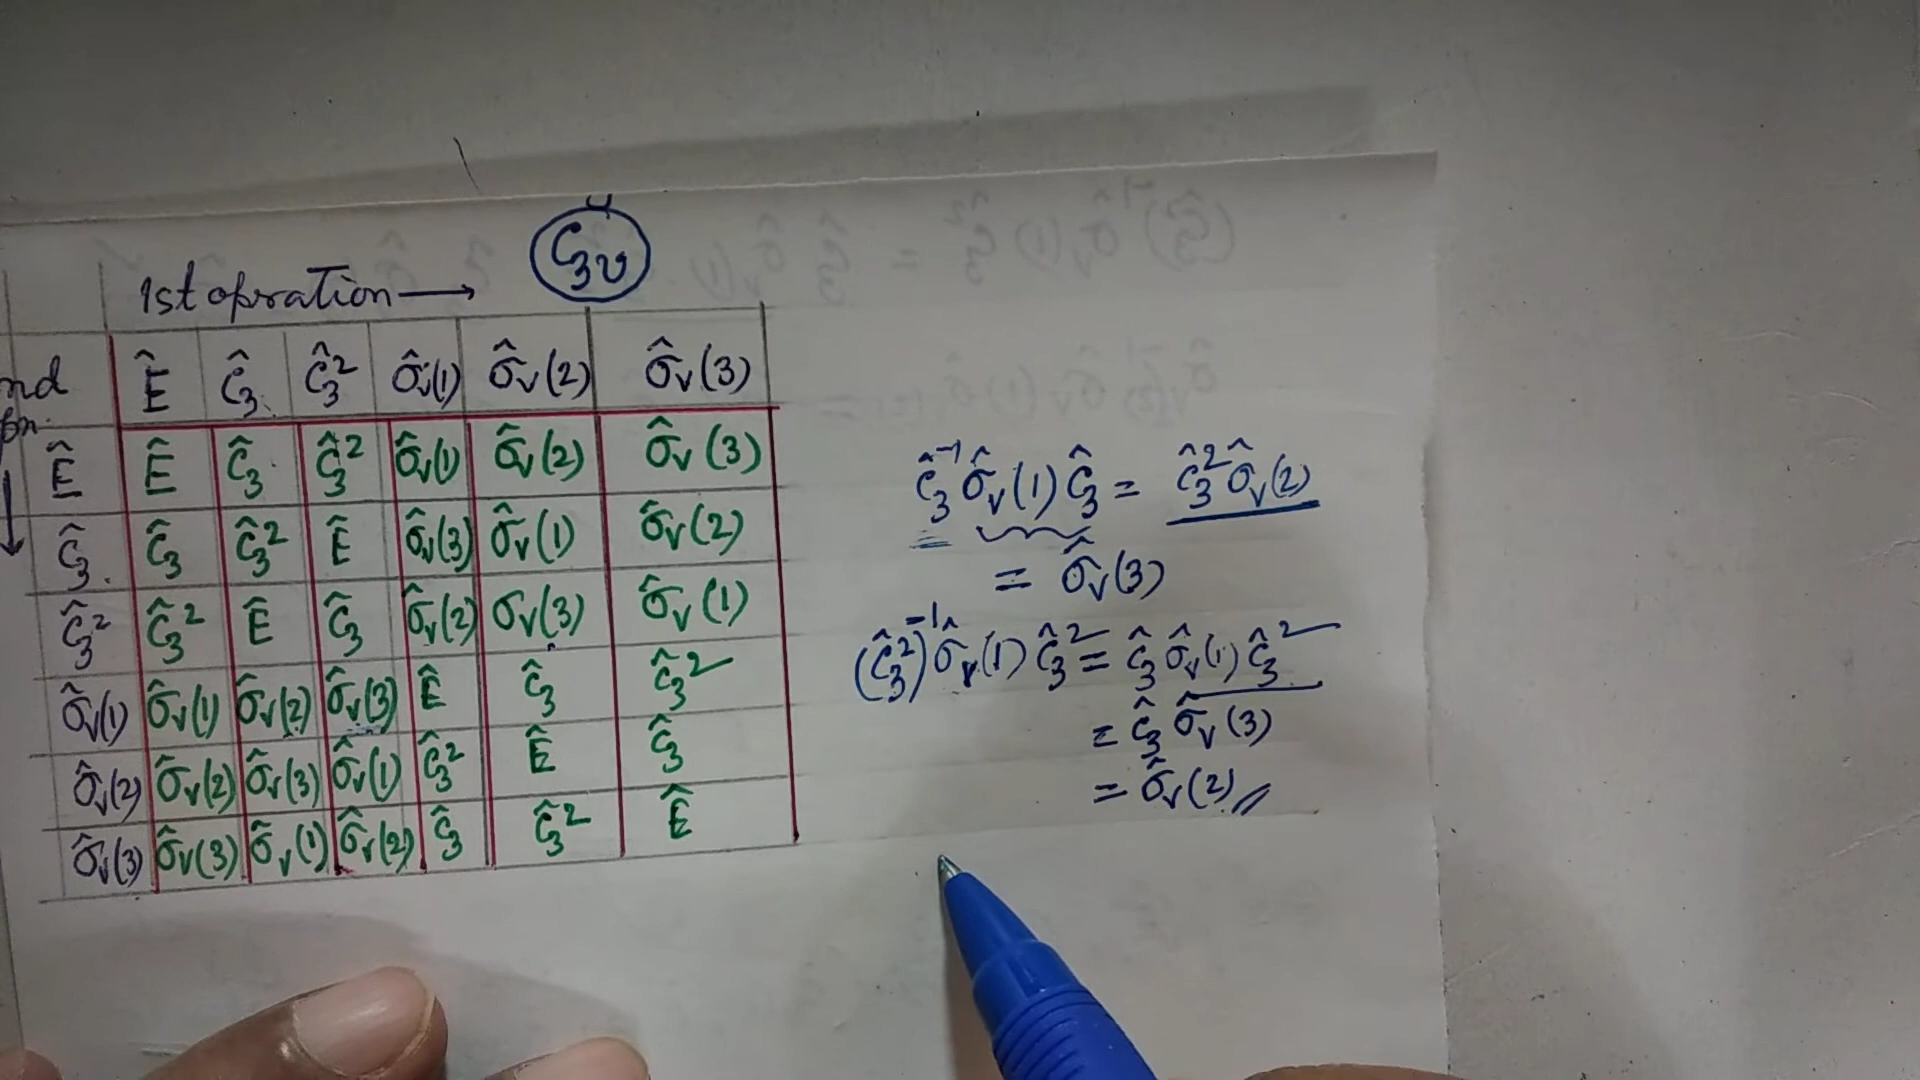 C₃v
1st opration →
Ê Ĉ₃ Ĉ₃² σ̂v(1) σ̂v(2) σ̂v(3)
Ê Ê Ĉ₃ Ĉ₃² σ̂v(1) σ̂v(2) σ̂v(3)
Ĉ₃ Ĉ₃ Ĉ₃² Ê σ̂v(3) σ̂v(1) σ̂v(2)
Ĉ₃² Ĉ₃² Ê Ĉ₃ σ̂v(2) σv(3) σ̂v(1)
σ̂v(1) σ̂v(1) σ̂v(2) σ̂v(3) Ê Ĉ₃ Ĉ₃²
σ̂v(2) σ̂v(2) σ̂v(3) σ̂v(1) Ĉ₃² Ê Ĉ₃
σ̂v(3) σ̂v(3) σ̂v(1) σ̂v(2) Ĉ₃ Ĉ₃² Ê
Ĉ₃⁻¹ σ̂v(1) Ĉ₃ = Ĉ₃² σ̂v(2)
= σ̂v(3)
(Ĉ₃²)⁻¹ σ̂v(1) Ĉ₃² = Ĉ₃ σ̂v(1) Ĉ₃²
= Ĉ₃ σ̂v(3)
= σ̂v(2)